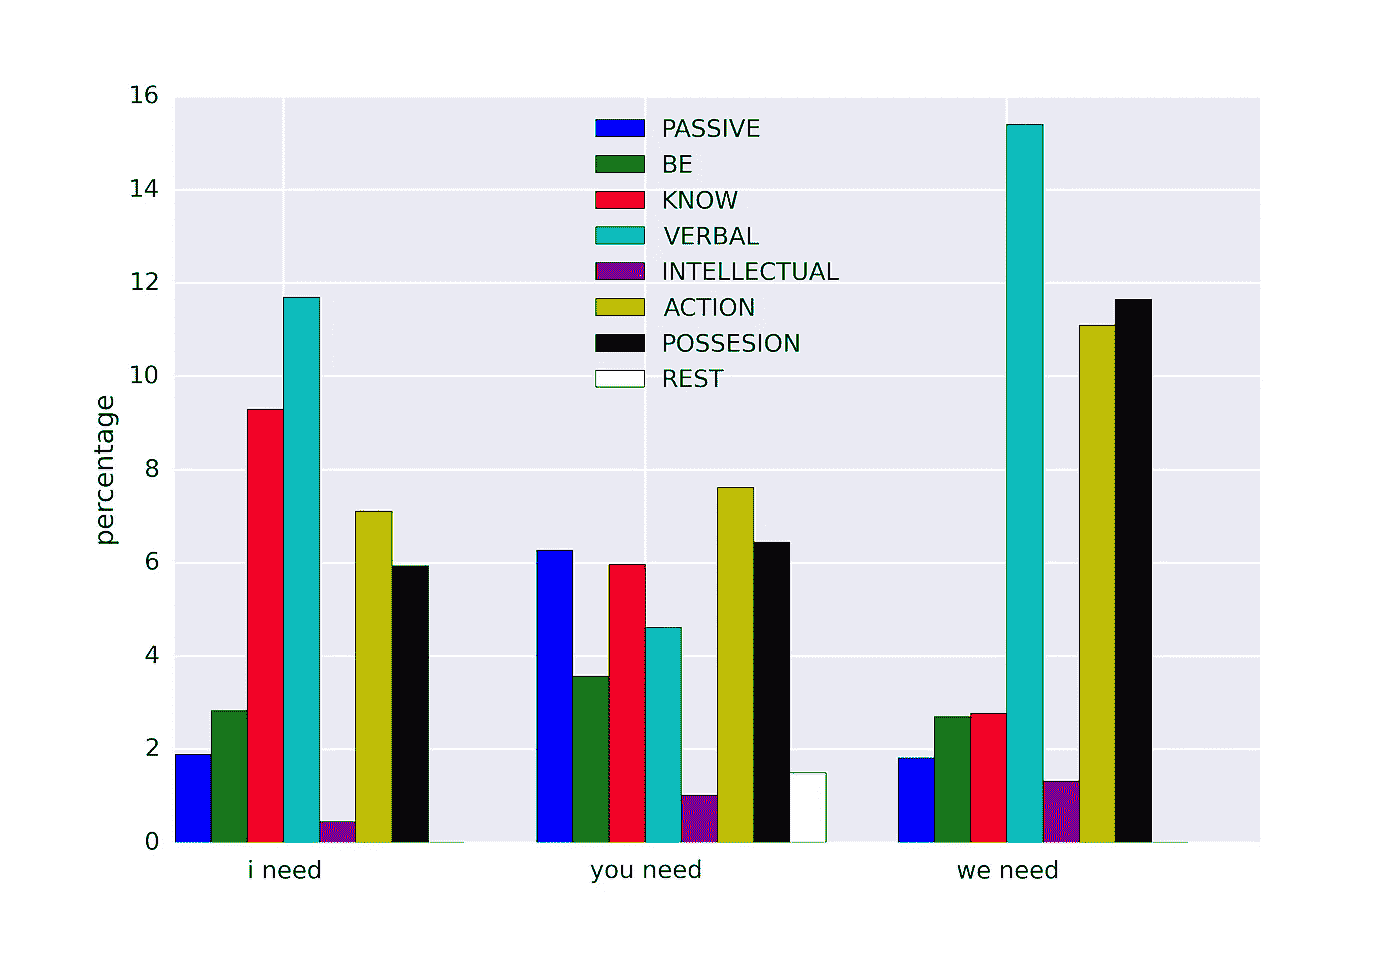 16
14
12
10
8
6
4
2
0
percentage
PASSIVE
BE
KNOW
VERBAL
INTELLECTUAL
ACTION
POSSESION
REST
i need
you need
we need